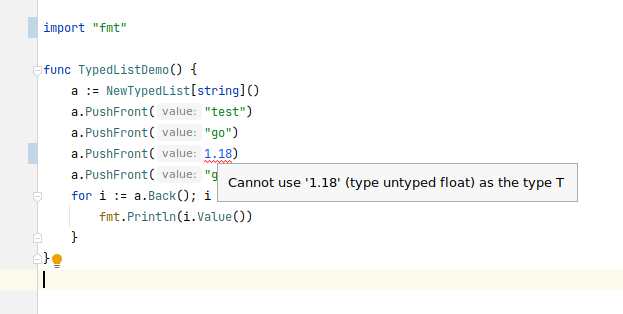 import "fmt"
func TypedListDemo() {
a := NewTypedList[string]()
a.PushFront( value: "test")
a.PushFront( value: "go")
a.PushFront( value: 1.18)
a.PushFront( value: "g
Cannot use '1.18' (type untyped float) as the type T
for i := a.Back(); i
fmt.Println(i.Value())
}
}